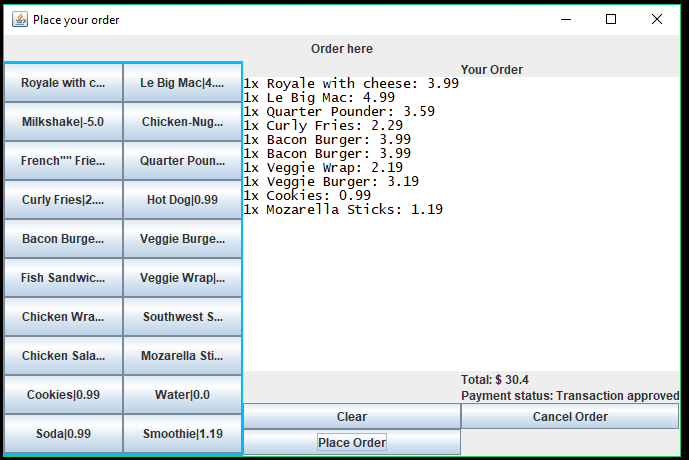 Place your order
Order here
Your Order
Royale with c... Le Big Mac|4....
Milkshake|-5.0 Chicken-Nug...
French"" Frie... Quarter Poun...
Curly Fries|2.... Hot Dog|0.99
Bacon Burge... Veggie Burge...
Fish Sandwic... Veggie Wrap|...
Chicken Wra... Southwest S...
Chicken Sala... Mozarella Sti...
Cookies|0.99 Water|0.0
Soda|0.99 Smoothie|1.19
1x Royale with cheese: 3.99
1x Le Big Mac: 4.99
1x Quarter Pounder: 3.59
1x Curly Fries: 2.29
1x Bacon Burger: 3.99
1x Bacon Burger: 3.99
1x Veggie Wrap: 2.19
1x Veggie Burger: 3.19
1x Cookies: 0.99
1x Mozarella Sticks: 1.19
Total: $ 30.4
Payment status: Transaction approved
Clear Cancel Order
Place Order